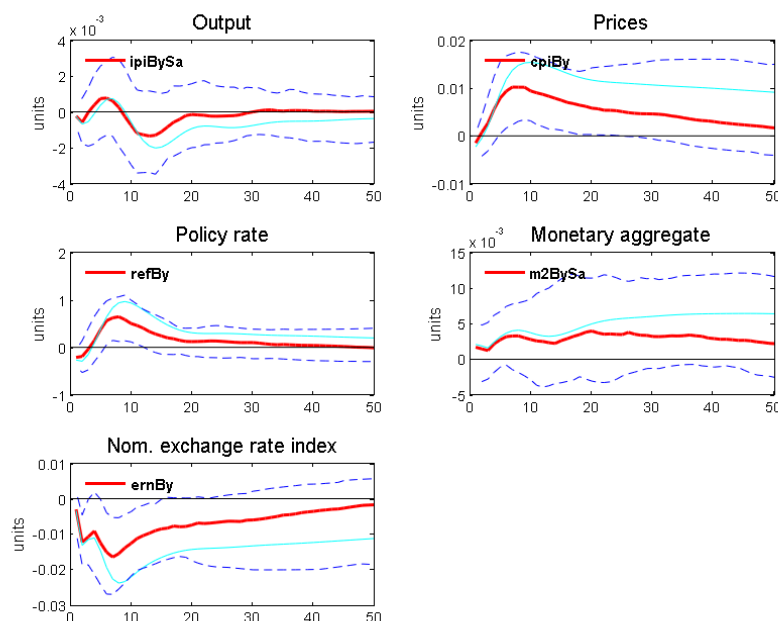 Output
x 10⁻³
4
2
0
-2
-4
units
ipiBySa
0 10 20 30 40 50
Prices
0.02
0.01
0
-0.01
units
cpiBy
0 10 20 30 40 50
Policy rate
2
1
0
-1
units
refBy
0 10 20 30 40 50
Monetary aggregate
x 10⁻³
15
10
5
0
-5
units
m2BySa
0 10 20 30 40 50
Nom. exchange rate index
0.01
0
-0.01
-0.02
-0.03
units
ernBy
0 10 20 30 40 50